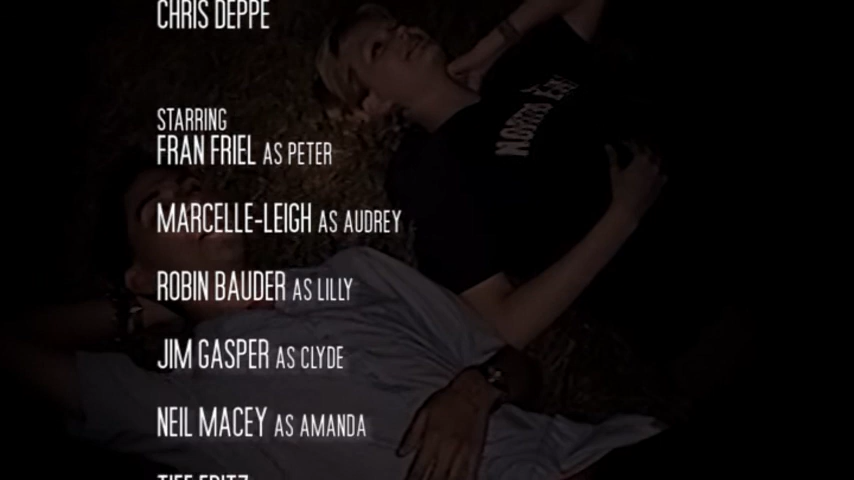 CHRIS DEPPE
STARRING
FRAN FRIEL AS PETER
MARCELLE-LEIGH AS AUDREY
ROBIN BAUDER AS LILLY
JIM GASPER AS CLYDE
NEIL MACEY AS AMANDA